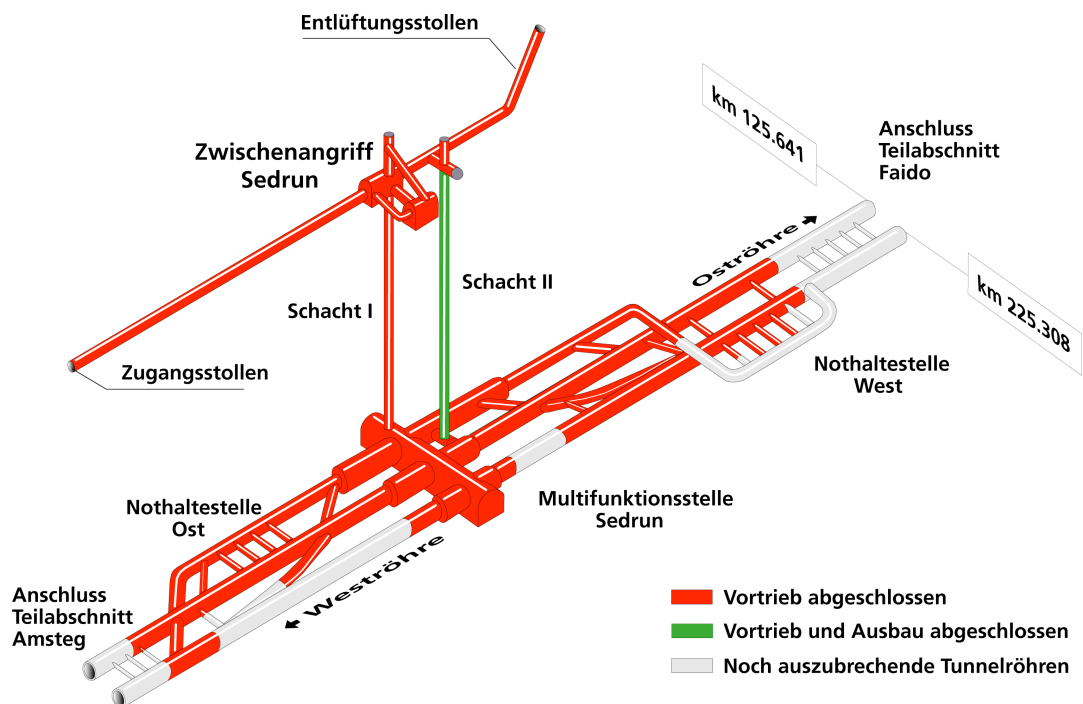 Entlüftungsstollen
Zwischenangriff
Sedrun
km 125.641
Anschluss
Teilabschnitt
Faido
Oströhre
Schacht I
Schacht II
km 225.308
Zugangsstollen
Nothaltestelle
West
Nothaltestelle
Ost
Multifunktionsstelle
Sedrun
Weströhre
Anschluss
Teilabschnitt
Amsteg
Vortrieb abgeschlossen
Vortrieb und Ausbau abgeschlossen
Noch auszubrechende Tunnelröhren